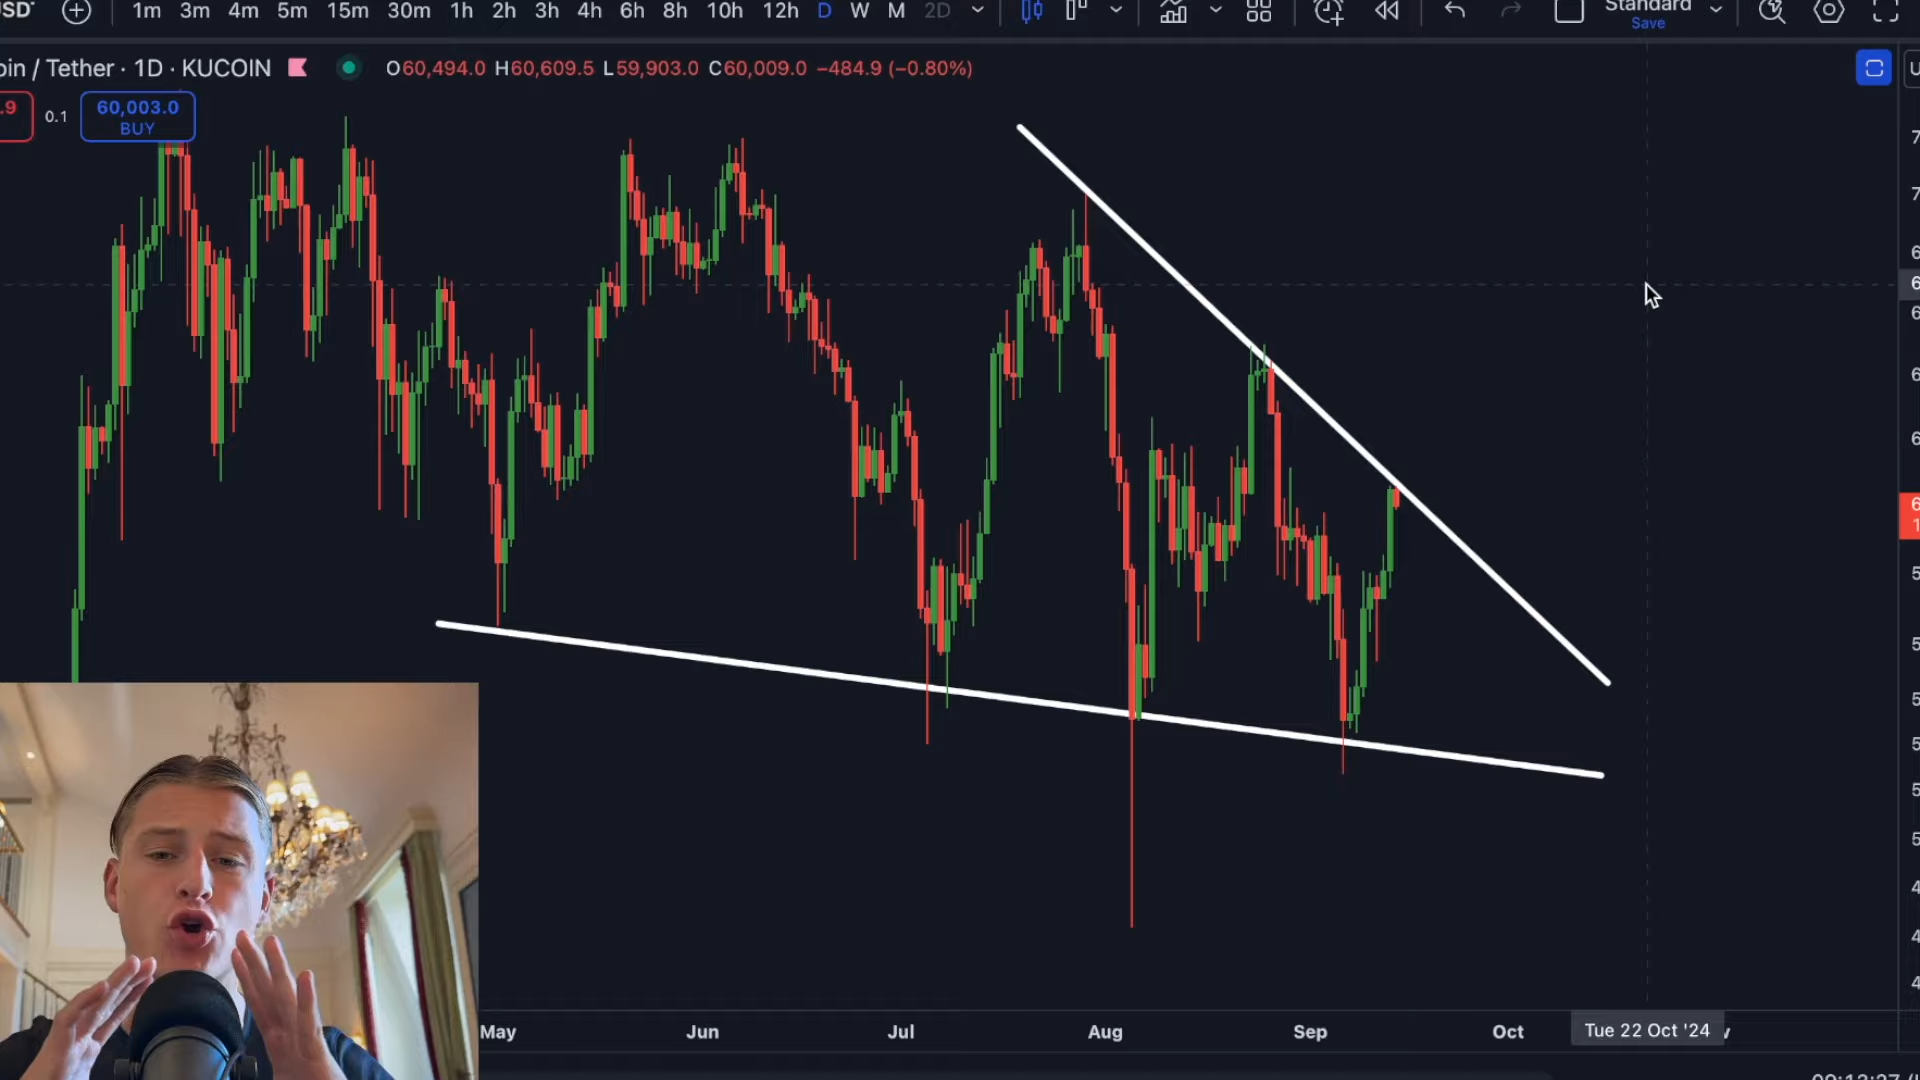 USDT 1m 3m 4m 5m 15m 30m 1h 2h 3h 4h 6h 8h 10h 12h D W M 2D Standard
Save
oin / Tether · 1D · KUCOIN O60,494.0 H60,609.5 L59,903.0 C60,009.0 −484.9 (−0.80%)
.9 0.1 60,003.0
BUY
May Jun Jul Aug Sep Oct Tue 22 Oct '24